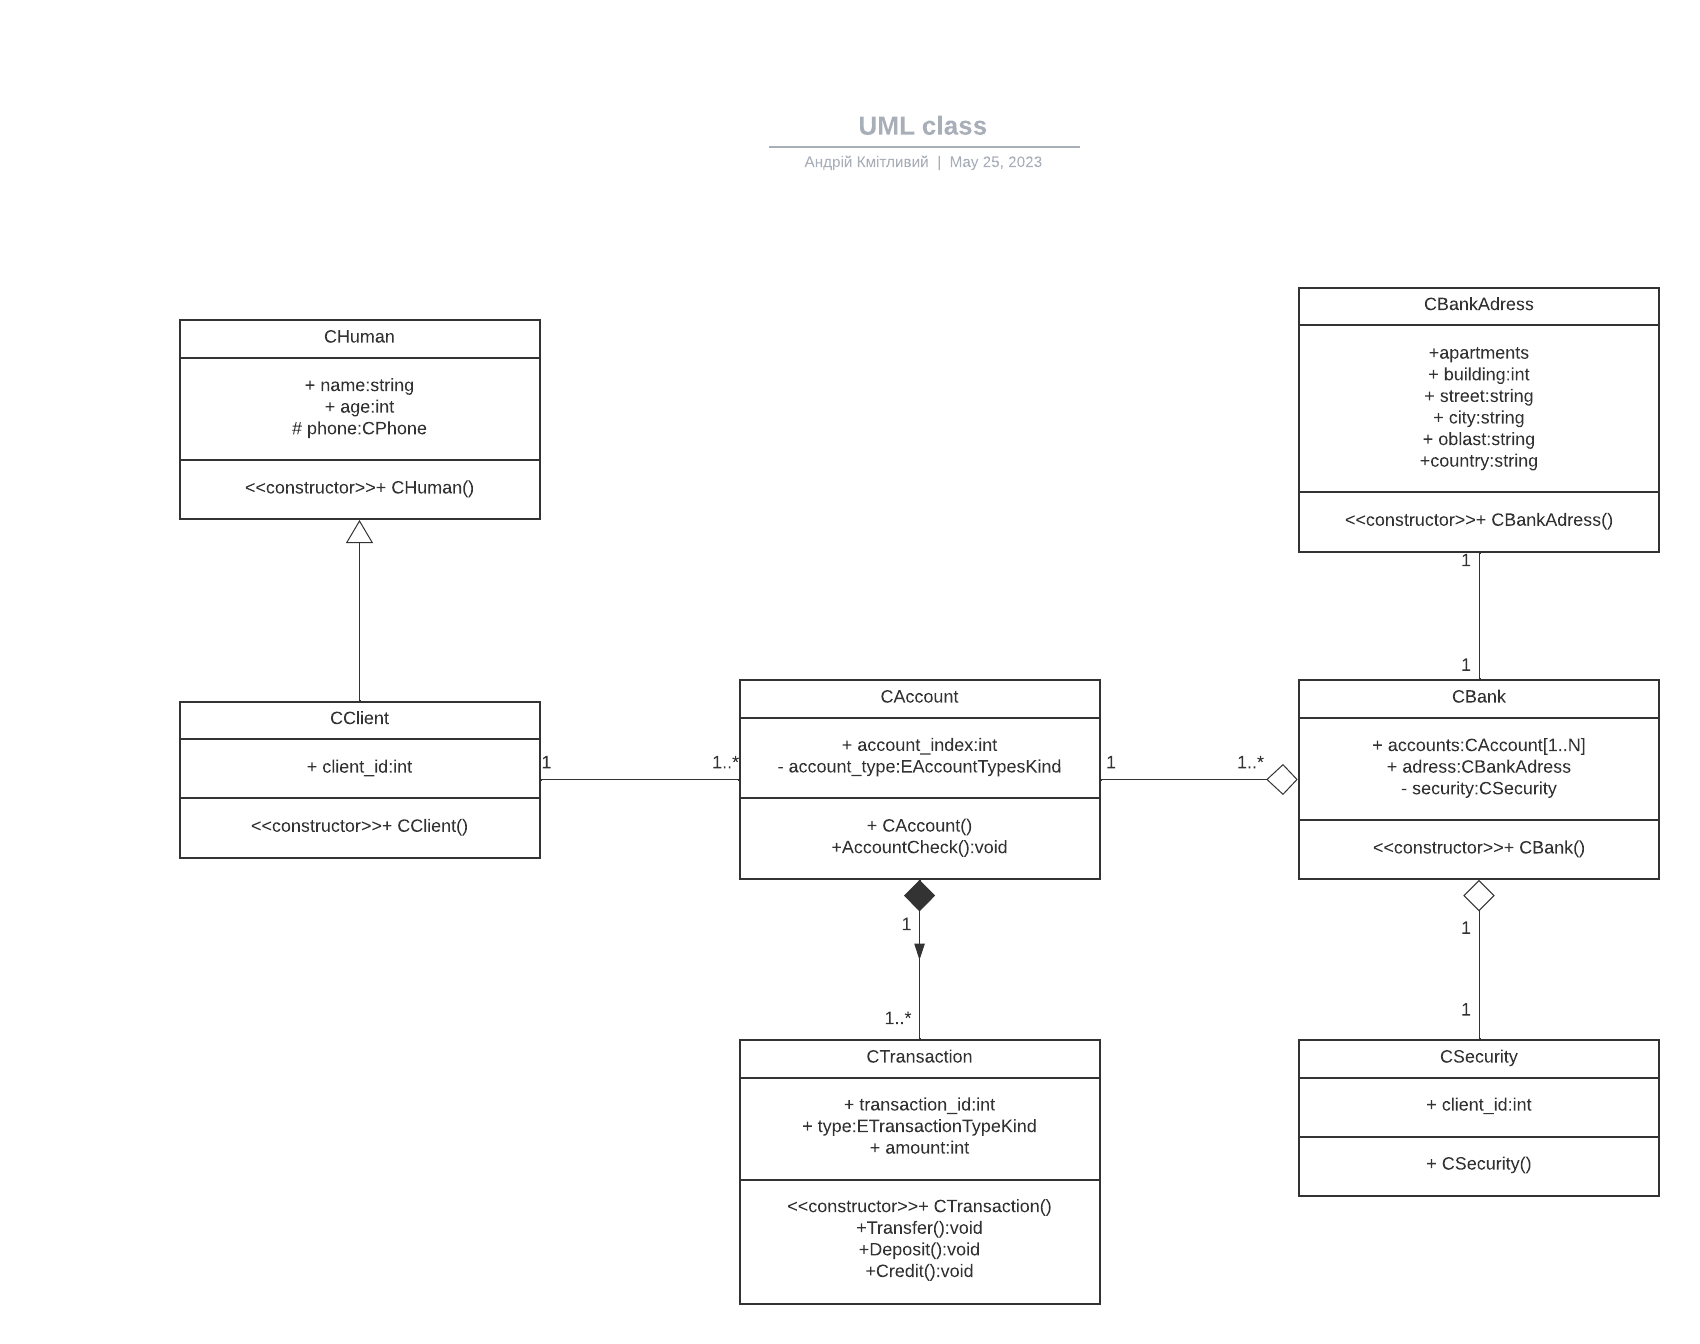 UML class
Андрій Кмітливий | May 25, 2023
CHuman
+ name:string
+ age:int
# phone:CPhone
<<constructor>>+ CHuman()
CBankAdress
+apartments
+ building:int
+ street:string
+ city:string
+ oblast:string
+country:string
<<constructor>>+ CBankAdress()
1
1
CClient
+ client_id:int
<<constructor>>+ CClient()
1
1..*
CAccount
+ account_index:int
- account_type:EAccountTypesKind
+ CAccount()
+AccountCheck():void
1
1..*
CBank
+ accounts:CAccount[1..N]
+ adress:CBankAdress
- security:CSecurity
<<constructor>>+ CBank()
1
1..*
CTransaction
+ transaction_id:int
+ type:ETransactionTypeKind
+ amount:int
<<constructor>>+ CTransaction()
+Transfer():void
+Deposit():void
+Credit():void
1
1
CSecurity
+ client_id:int
+ CSecurity()